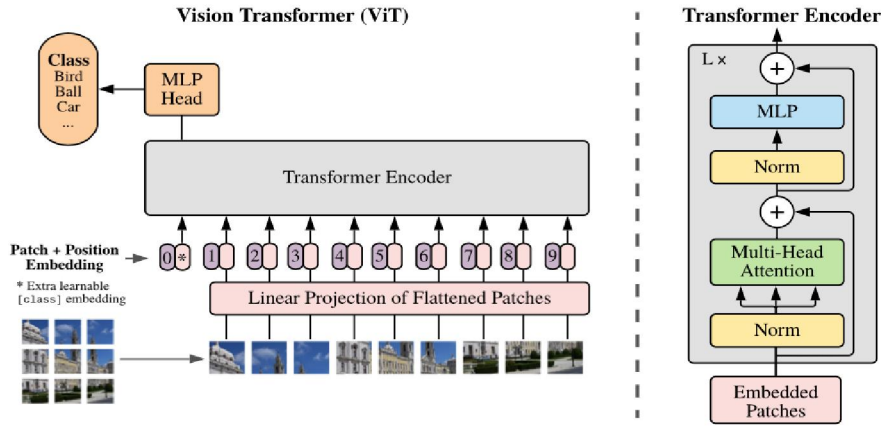 Vision Transformer (ViT)
Class
Bird
Ball
Car
...
MLP
Head
Transformer Encoder
Patch + Position
Embedding
0 * 1 2 3 4 5 6 7 8 9
* Extra learnable
[class] embedding
Linear Projection of Flattened Patches
Transformer Encoder
L ×
+
MLP
Norm
+
Multi-Head
Attention
Norm
Embedded
Patches